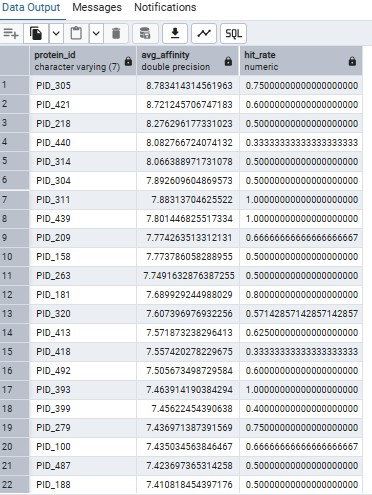 Data Output Messages Notifications
SQL
protein_id avg_affinity hit_rate
character varying (7) double precision numeric
1 PID_305 8.783414314561963 0.75000000000000000000
2 PID_421 8.721245706747183 0.60000000000000000000
3 PID_218 8.276296177331023 0.50000000000000000000
4 PID_440 8.082766724074132 0.33333333333333333333
5 PID_314 8.066388971731078 0.50000000000000000000
6 PID_304 7.892609604869573 0.50000000000000000000
7 PID_311 7.88313704625522 1.00000000000000000000
8 PID_439 7.801446825517334 1.00000000000000000000
9 PID_209 7.774263513312131 0.66666666666666666667
10 PID_158 7.773786058288955 0.50000000000000000000
11 PID_263 7.7491632876387255 0.50000000000000000000
12 PID_181 7.689929244988029 0.80000000000000000000
13 PID_320 7.607396976932356 0.57142857142857142857
14 PID_413 7.571873238296413 0.62500000000000000000
15 PID_418 7.557420278229675 0.33333333333333333333
16 PID_492 7.505673498729584 0.60000000000000000000
17 PID_393 7.463914190384294 1.00000000000000000000
18 PID_399 7.45622454390638 0.40000000000000000000
19 PID_279 7.436971387391569 0.75000000000000000000
20 PID_100 7.435034563846467 0.66666666666666666667
21 PID_487 7.423697365314258 0.50000000000000000000
22 PID_188 7.410818454397176 0.50000000000000000000